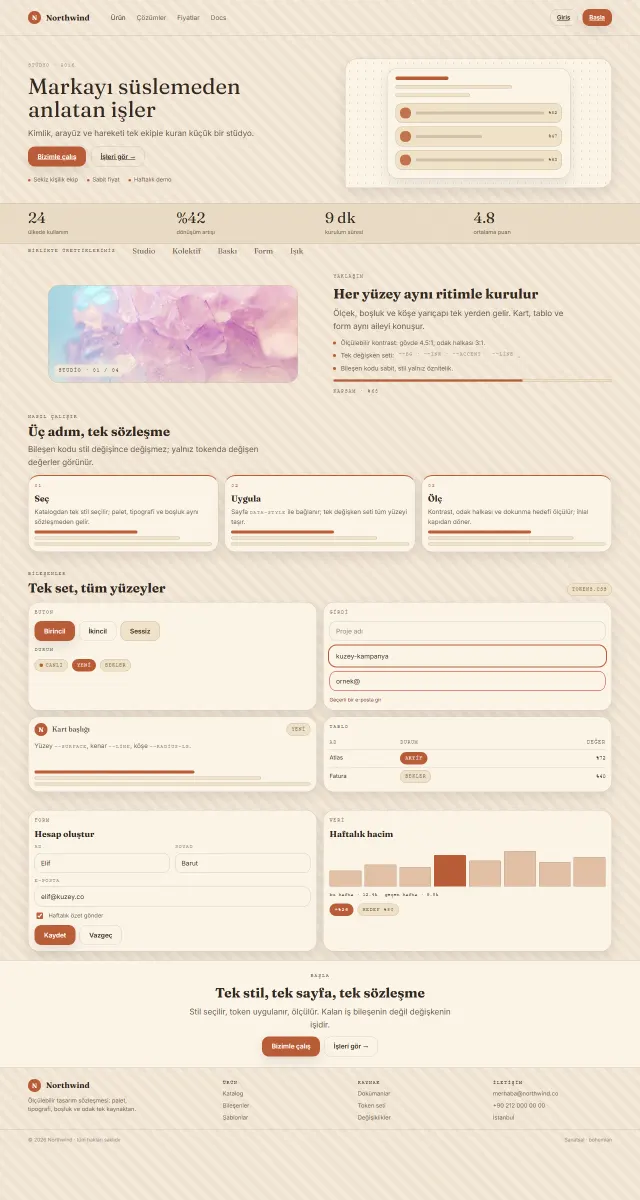 N Northwind Ürün Çözümler Fiyatlar Docs Giriş Başla
STÜDYO · 2026
Markayı süslemeden
anlatan işler
Kimlik, arayüz ve hareketi tek ekiple kuran küçük bir stüdyo.
Bizimle çalış İşleri gör →
Sekiz kişilik ekip Sabit fiyat Haftalık demo
24 %42 9 dk 4.8
ülkede kullanım dönüşüm artışı kurulum süresi ortalama puan
BİRLİKTE ÜRETTİKLERİMİZ Studio Kolektif Baskı Form Işık
YAKLAŞIM
Her yüzey aynı ritimle kurulur
Ölçek, boşluk ve köşe yarıçapı tek yerden gelir. Kart, tablo ve
form aynı aileyi konuşur.
Ölçülebilir kontrast: gövde 4.5:1, odak halkası 3:1.
Tek değişken seti: --BG --INK --ACCENT --LINE .
Bileşen kodu sabit, stil yalnız öznitelik.
STÜDİO · 01 / 04
NASIL ÇALIŞIR
Üç adım, tek sözleşme
Bileşen kodu stil değişince değişmez; yalnız tokenda değişen
değerler görünür.
01
Seç
Katalogdan tek stil seçilir; palet, tipografi ve boşluk aynı
sözleşmeden gelir.
02
Uygula
Sayfa DATA-STYLE ile bağlanır; tek değişken seti tüm yüzeyi
taşır.
03
Ölç
Kontrast, odak halkası ve dokunma hedefi ölçülür; ihlal
kapıdan döner.
BİLEŞENLER
Tek set, tüm yüzeyler
TOKENS.CSS
BUTON
Birincil İkincil Sessiz
DURUM
CANLI YENİ BEKLER
GİRDİ
Proje adı
kuzey-kampanya
ornek@
Geçerli bir e-posta gir
N Kart başlığı YENİ
Yüzey --SURFACE, kenar --LINE, köşe --RADIUS-LG.
TABLO
AD DURUM DEĞER
Atlas AKTİF %72
Fatura BEKLER %40
FORM
Hesap oluştur
AD SOYAD
Elif Barut
E-POSTA
elif@kuzey.co
Haftalık özet gönder
Kaydet Vazgeç
VERİ
Haftalık hacim
BAŞLA
Tek stil, tek sayfa, tek sözleşme
Stil seçilir, token uygulanır, ölçülür. Kalan iş bileşenin değil değişkenin
işidir.
Bizimle çalış İşleri gör →
N Northwind
Ölçülebilir tasarım sözleşmesi: palet,
tipografi, boşluk ve odak tek kaynaktan.
ÜRÜN
Katalog
Bileşenler
Şablonlar
KAYNAK
Dokümanlar
Token seti
Değişiklikler
İLETİŞİM
merhaba@northwind.co
+90 212 000 00 00
İstanbul
© 2026 Northwind · tüm hakları saklıdır
Sanatsal · bohemian